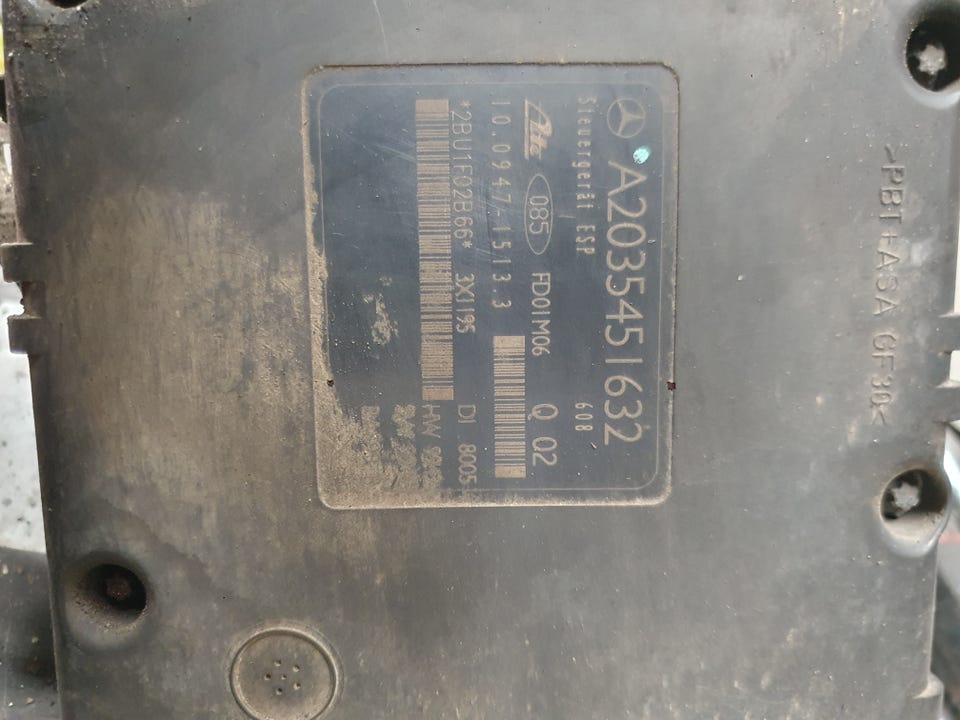 A2035451632
Steuergerät ESP 608
Ate 085 FD01M06 Q 02
10.0947-1513.3
*2BU1F02B66* 3X1195 DI 8005
HW
>PBT+ASA GF30<